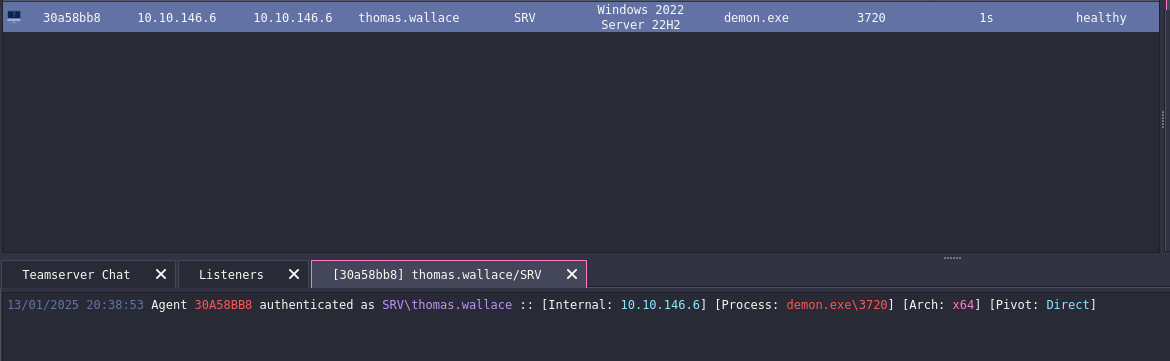 30a58bb8 10.10.146.6 10.10.146.6 thomas.wallace SRV Windows 2022 Server 22H2 demon.exe 3720 1s healthy
Teamserver Chat Listeners [30a58bb8] thomas.wallace/SRV
13/01/2025 20:38:53 Agent 30A58BB8 authenticated as SRV\thomas.wallace :: [Internal: 10.10.146.6] [Process: demon.exe\3720] [Arch: x64] [Pivot: Direct]